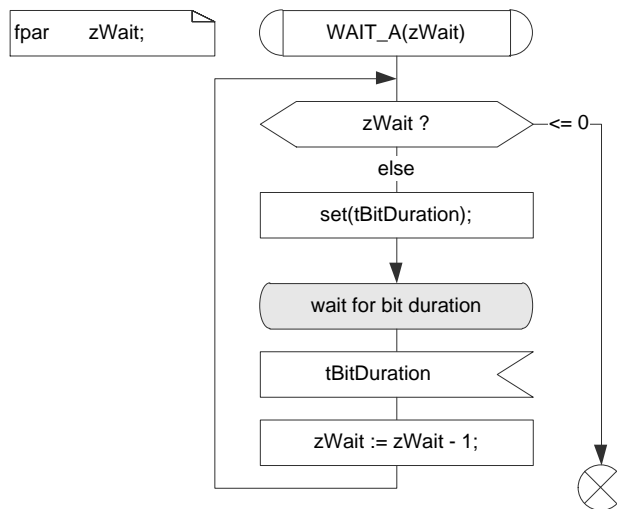 fpar zWait;
WAIT_A(zWait)
zWait ?
<= 0
else
set(tBitDuration);
wait for bit duration
tBitDuration
zWait := zWait - 1;